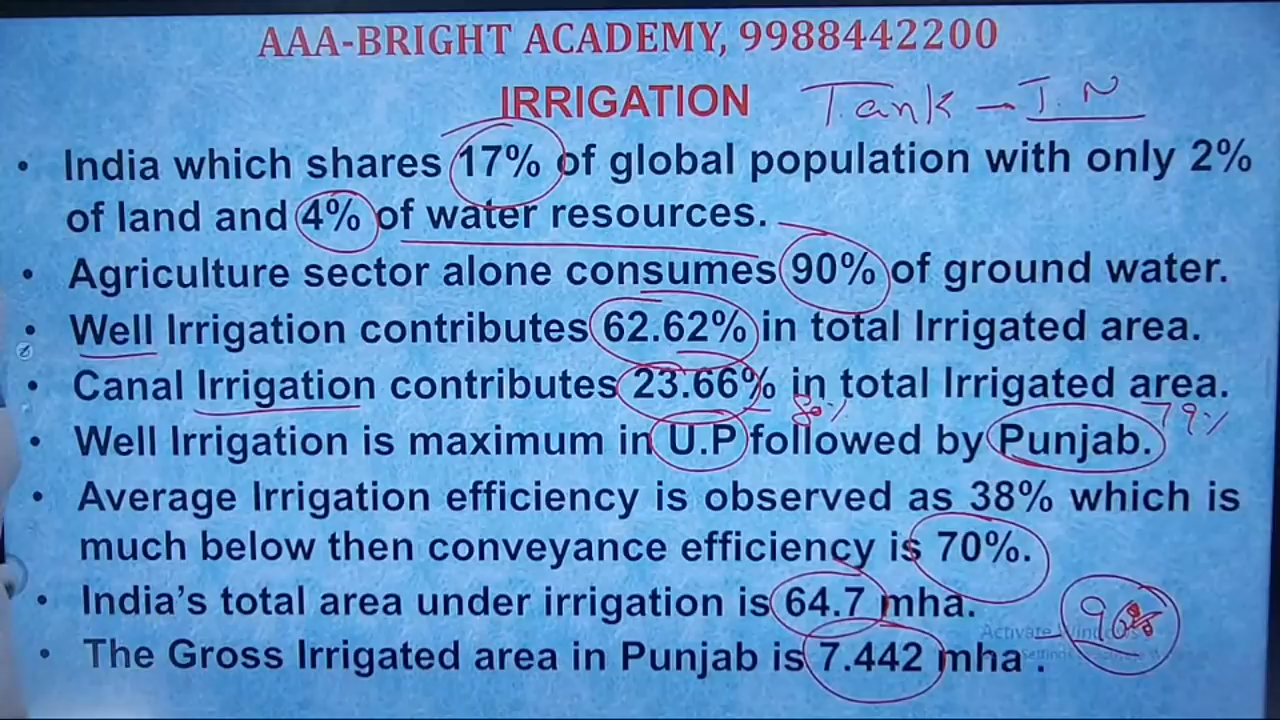 AAA-BRIGHT ACADEMY, 9988442200
IRRIGATION Tank - T.N
• India which shares 17% of global population with only 2%
of land and 4% of water resources.
• Agriculture sector alone consumes 90% of ground water.
• Well Irrigation contributes 62.62% in total Irrigated area.
• Canal Irrigation contributes 23.66% in total Irrigated area.
80% 79%
• Well Irrigation is maximum in U.P followed by Punjab.
• Average Irrigation efficiency is observed as 38% which is
much below then conveyance efficiency is 70%.
• India's total area under irrigation is 64.7 mha.
Activate Windows
• The Gross Irrigated area in Punjab is 7.442 mha .